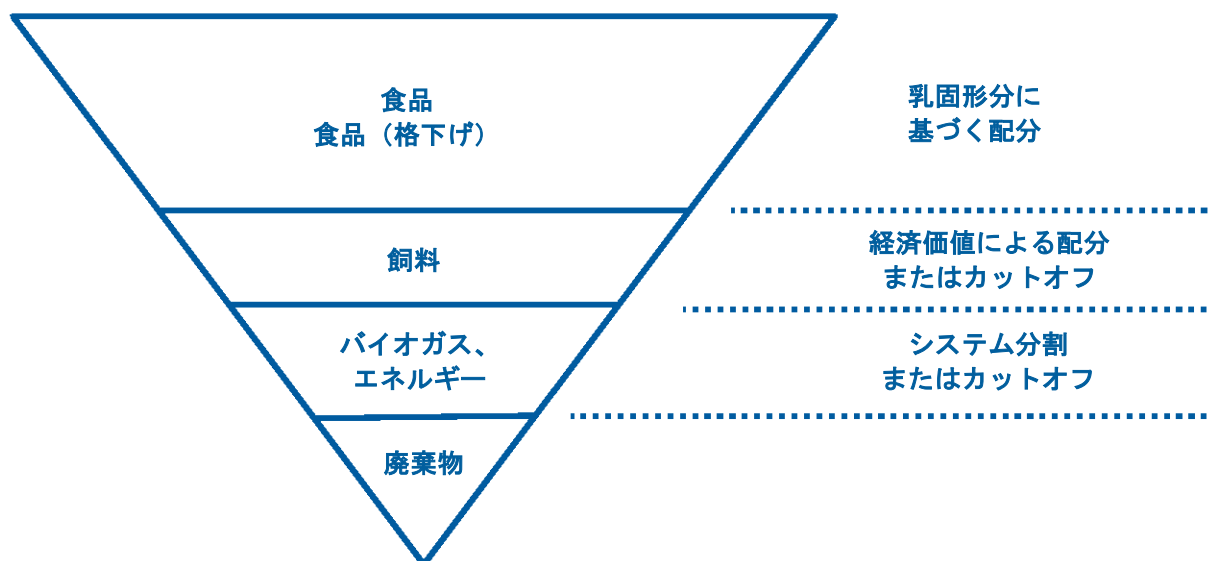 食品
食品（格下げ）
乳固形分に
基づく配分
飼料
経済価値による配分
またはカットオフ
バイオガス、
エネルギー
システム分割
またはカットオフ
廃棄物